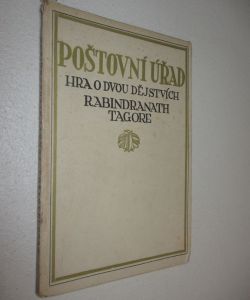 POŠTOVNÍ ÚŘAD
HRA O DVOU DĚJSTVÍCH
RABINDRANATH
TAGORE